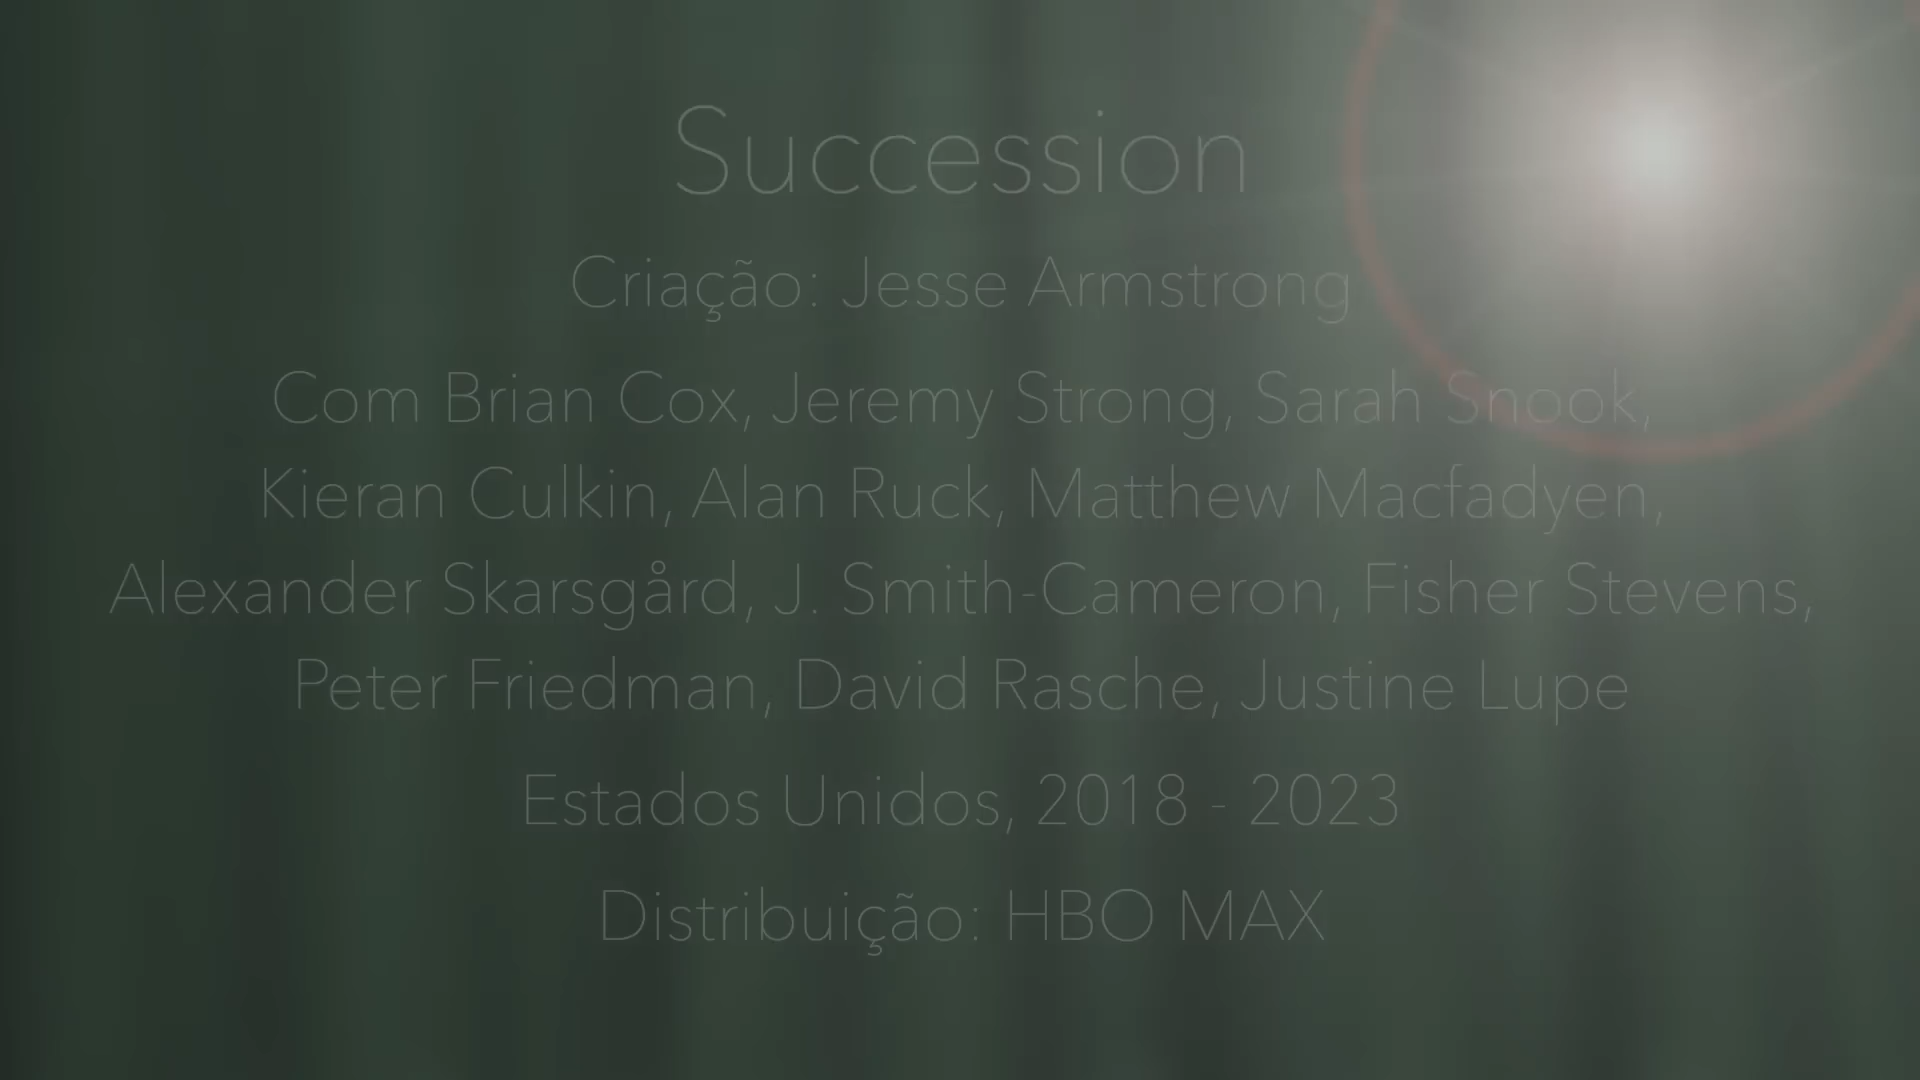 Succession
Criação: Jesse Armstrong
Com Brian Cox, Jeremy Strong, Sarah Snook,
Kieran Culkin, Alan Ruck, Matthew Macfadyen,
Alexander Skarsgård, J. Smith-Cameron, Fisher Stevens,
Peter Friedman, David Rasche, Justine Lupe
Estados Unidos, 2018 - 2023
Distribuição: HBO MAX